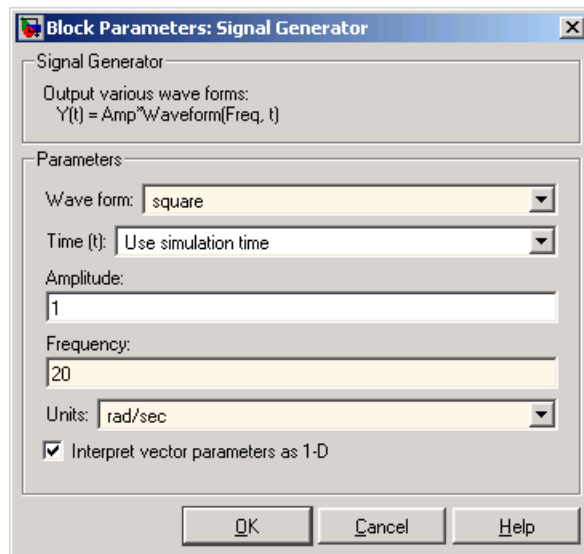 Block Parameters: Signal Generator
Signal Generator
Output various wave forms:
Y(t) = Amp*Waveform(Freq, t)
Parameters
Wave form: square
Time (t): Use simulation time
Amplitude:
1
Frequency:
20
Units: rad/sec
Interpret vector parameters as 1-D
OK Cancel Help